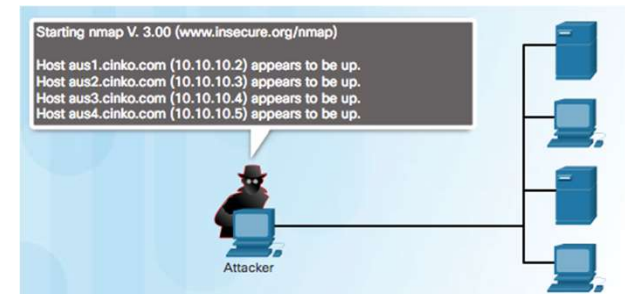 Starting nmap V. 3.00 (www.insecure.org/nmap)
Host aus1.cinko.com (10.10.10.2) appears to be up.
Host aus2.cinko.com (10.10.10.3) appears to be up.
Host aus3.cinko.com (10.10.10.4) appears to be up.
Host aus4.cinko.com (10.10.10.5) appears to be up.
Attacker